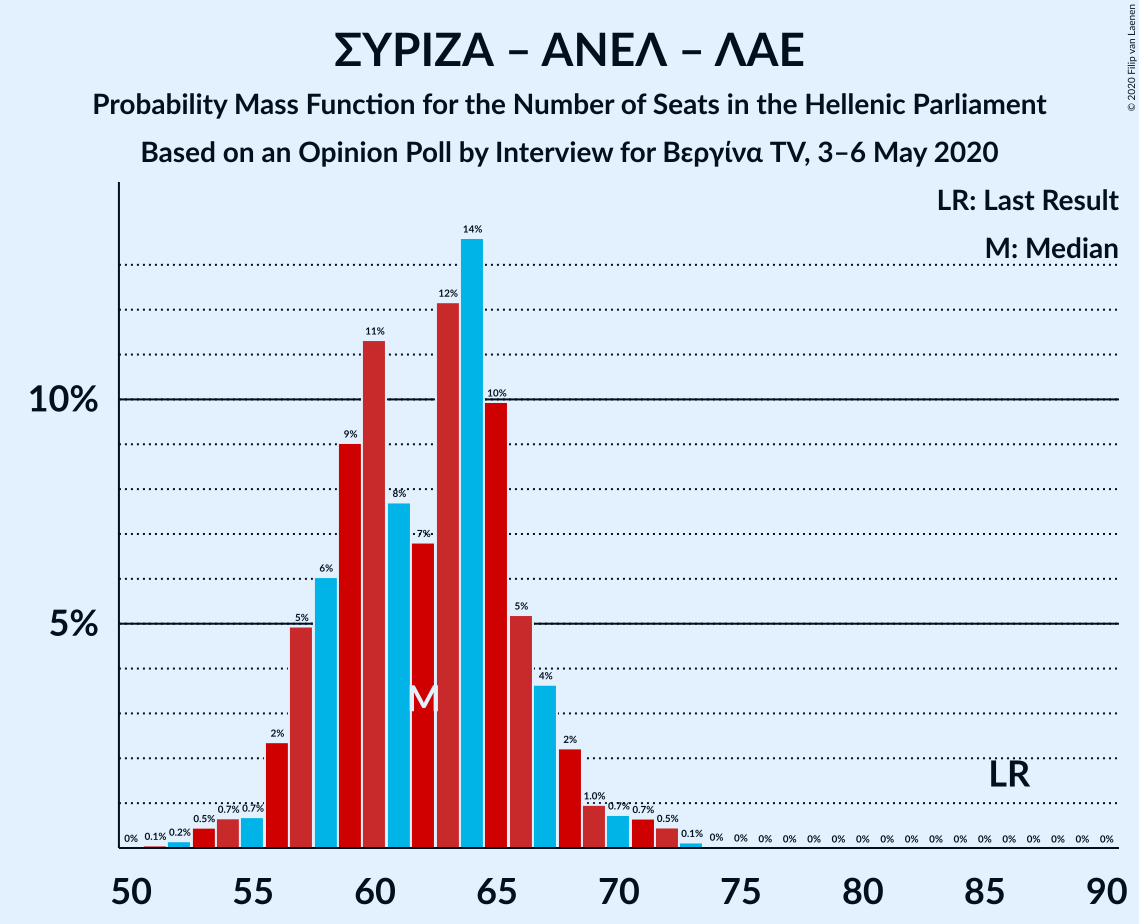 ΣΥΡΙΖΑ – ΑΝΕΛ – ΛΑΕ
Probability Mass Function for the Number of Seats in the Hellenic Parliament
Based on an Opinion Poll by Interview for Βεργίνα TV, 3–6 May 2020
© 2020 Filip van Laenen
LR: Last Result
M: Median
10%
5%
0% 0.1% 0.2% 0.5% 0.7% 0.7% 2% 5% 6% 9% 11% 8% 7% 12% 14% 10% 5% 4% 2% 1.0% 0.7% 0.7% 0.5% 0.1% 0% 0% 0% 0% 0% 0% 0% 0% 0% 0% 0% 0% 0% 0% 0% 0% 0%
M
LR
50 55 60 65 70 75 80 85 90